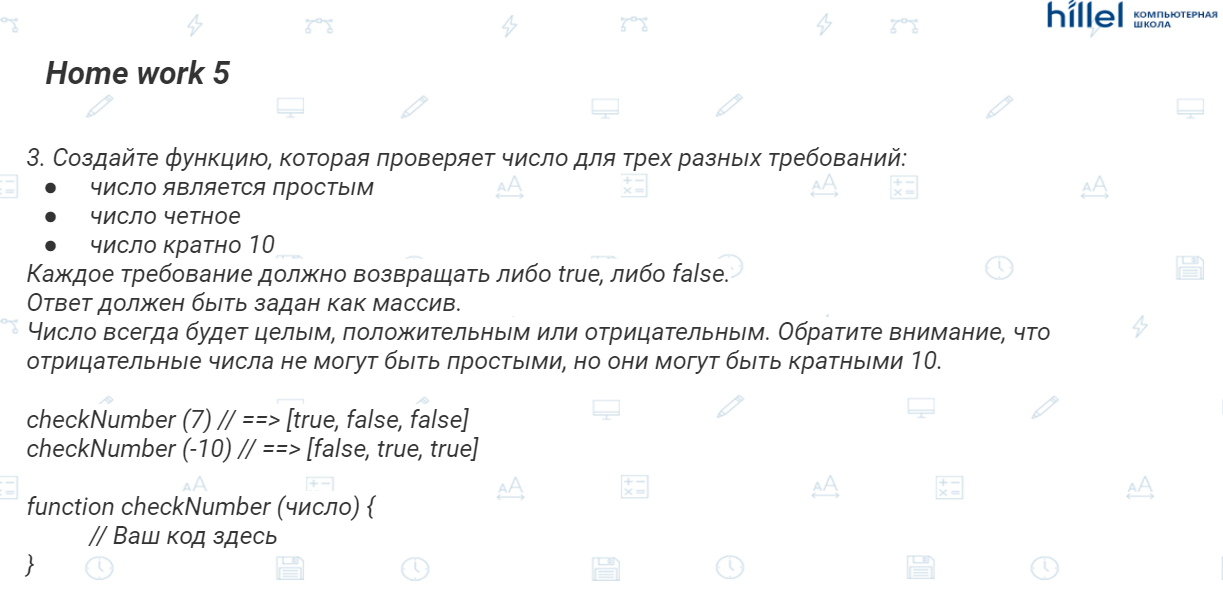 hillel КОМПЬЮТЕРНАЯ
ШКОЛА
Home work 5
3. Создайте функцию, которая проверяет число для трех разных требований:
● число является простым
● число четное
● число кратно 10
Каждое требование должно возвращать либо true, либо false.
Ответ должен быть задан как массив.
Число всегда будет целым, положительным или отрицательным. Обратите внимание, что
отрицательные числа не могут быть простыми, но они могут быть кратными 10.
checkNumber (7) // ==> [true, false, false]
checkNumber (-10) // ==> [false, true, true]
function checkNumber (число) {
// Ваш код здесь
}